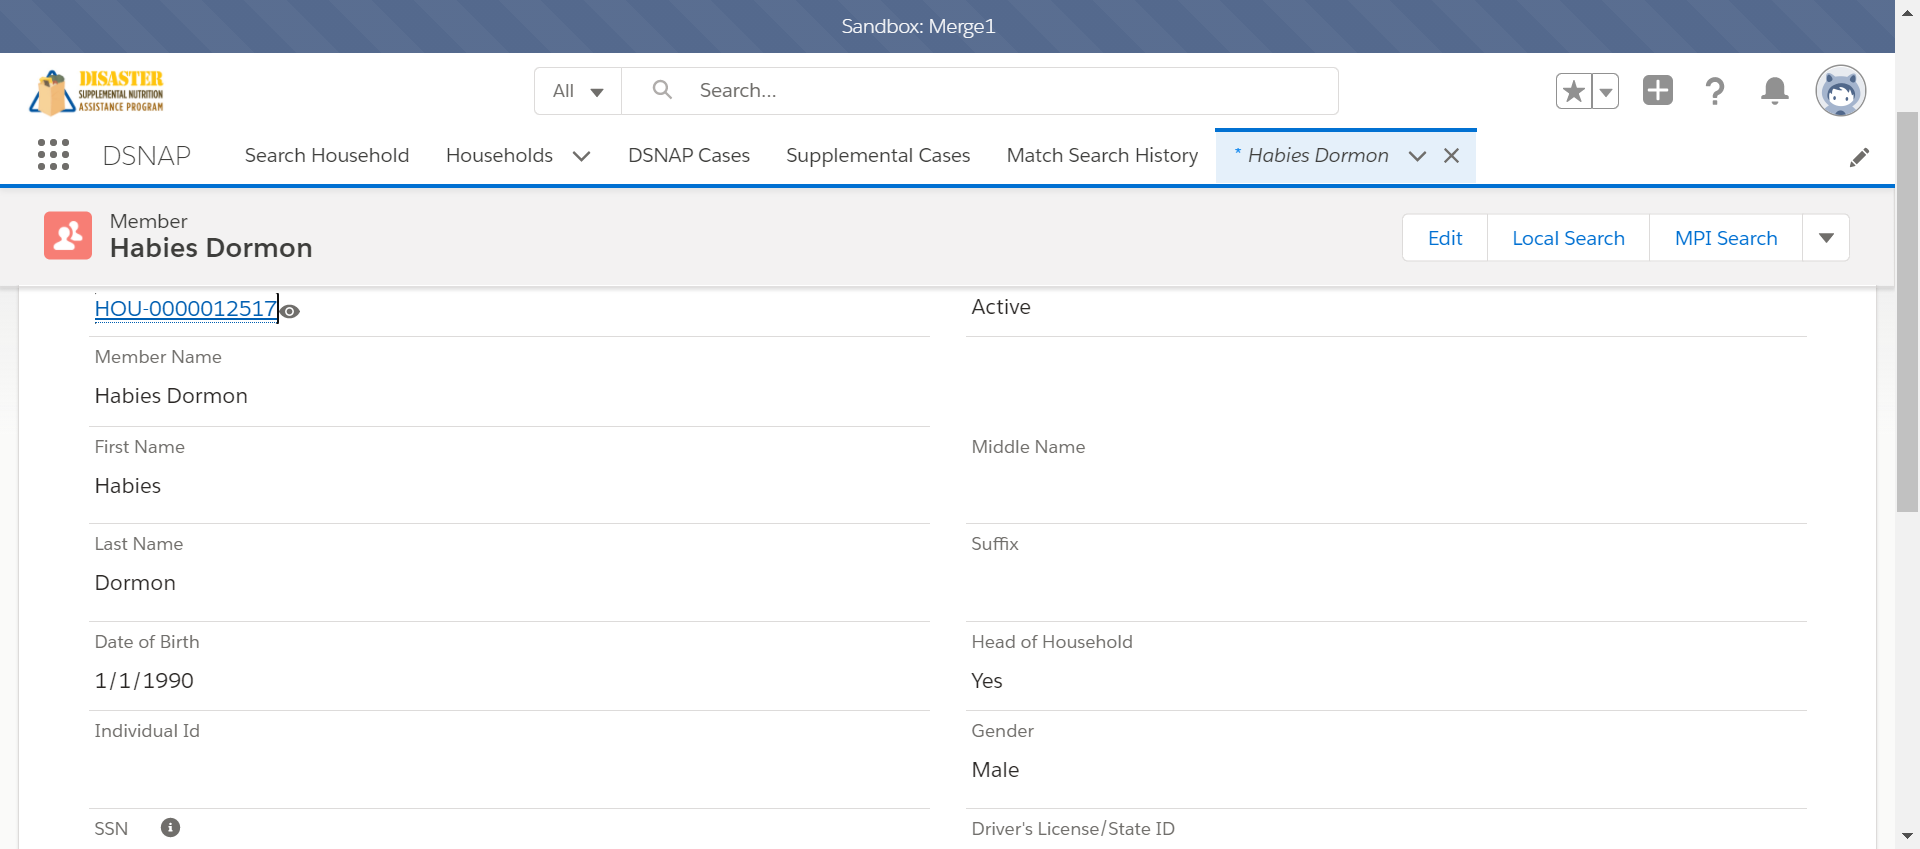 Sandbox: Merge1
DISASTER
SUPPLEMENTAL NUTRITION
ASSISTANCE PROGRAM
All
Search...
DSNAP
Search Household
Households
DSNAP Cases
Supplemental Cases
Match Search History
* Habies Dormon
Member
Habies Dormon
Edit
Local Search
MPI Search
HOU-0000012517
Active
Member Name
Habies Dormon
First Name
Habies
Middle Name
Last Name
Dormon
Suffix
Date of Birth
1/1/1990
Head of Household
Yes
Individual Id
Gender
Male
SSN
Driver's License/State ID